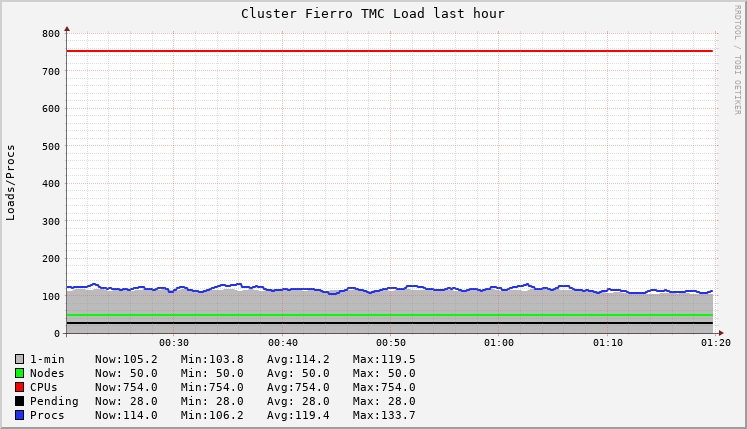 Cluster Fierro TMC Load last hour
RRDTOOL / TOBI OETIKER
Loads/Procs
800
700
600
500
400
300
200
100
0
00:30 00:40 00:50 01:00 01:10 01:20
1-min Now:105.2 Min:103.8 Avg:114.2 Max:119.5
Nodes Now: 50.0 Min: 50.0 Avg: 50.0 Max: 50.0
CPUs Now:754.0 Min:754.0 Avg:754.0 Max:754.0
Pending Now: 28.0 Min: 28.0 Avg: 28.0 Max: 28.0
Procs Now:114.0 Min:106.2 Avg:119.4 Max:133.7